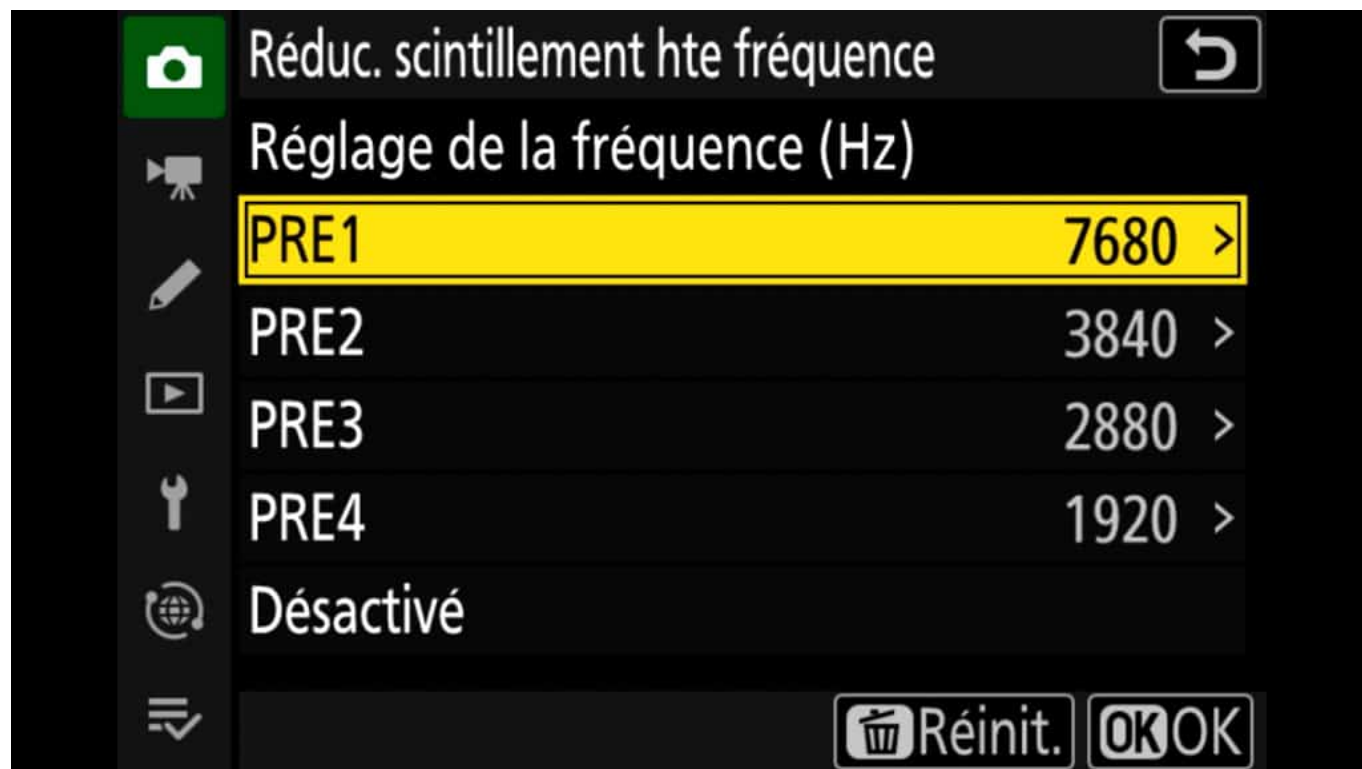 Réduc. scintillement hte fréquence
Réglage de la fréquence (Hz)
PRE1 7680 >
PRE2 3840 >
PRE3 2880 >
PRE4 1920 >
Désactivé
Réinit. OK OK